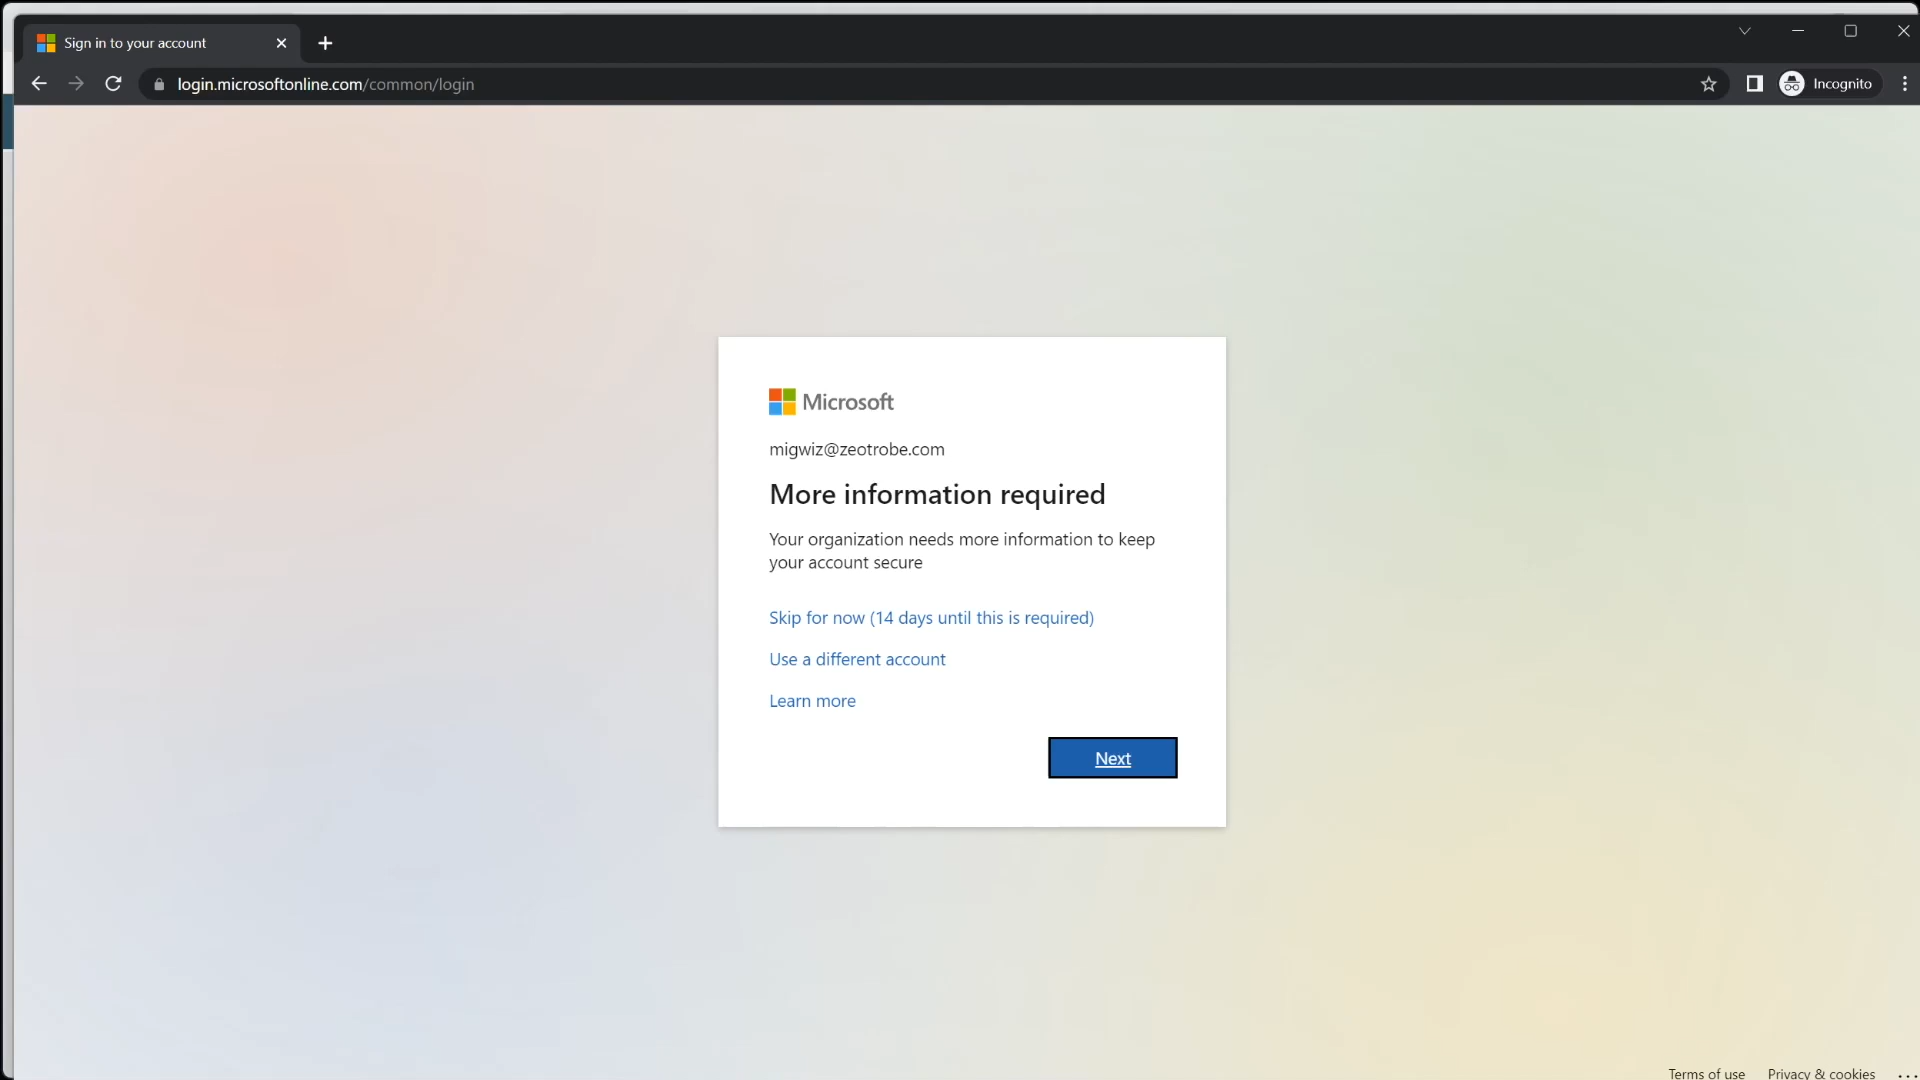 Sign in to your account
login.microsoftonline.com/common/login
Incognito
Microsoft
migwiz@zeotrobe.com
More information required
Your organization needs more information to keep
your account secure
Skip for now (14 days until this is required)
Use a different account
Learn more
Next
Terms of use
Privacy & cookies